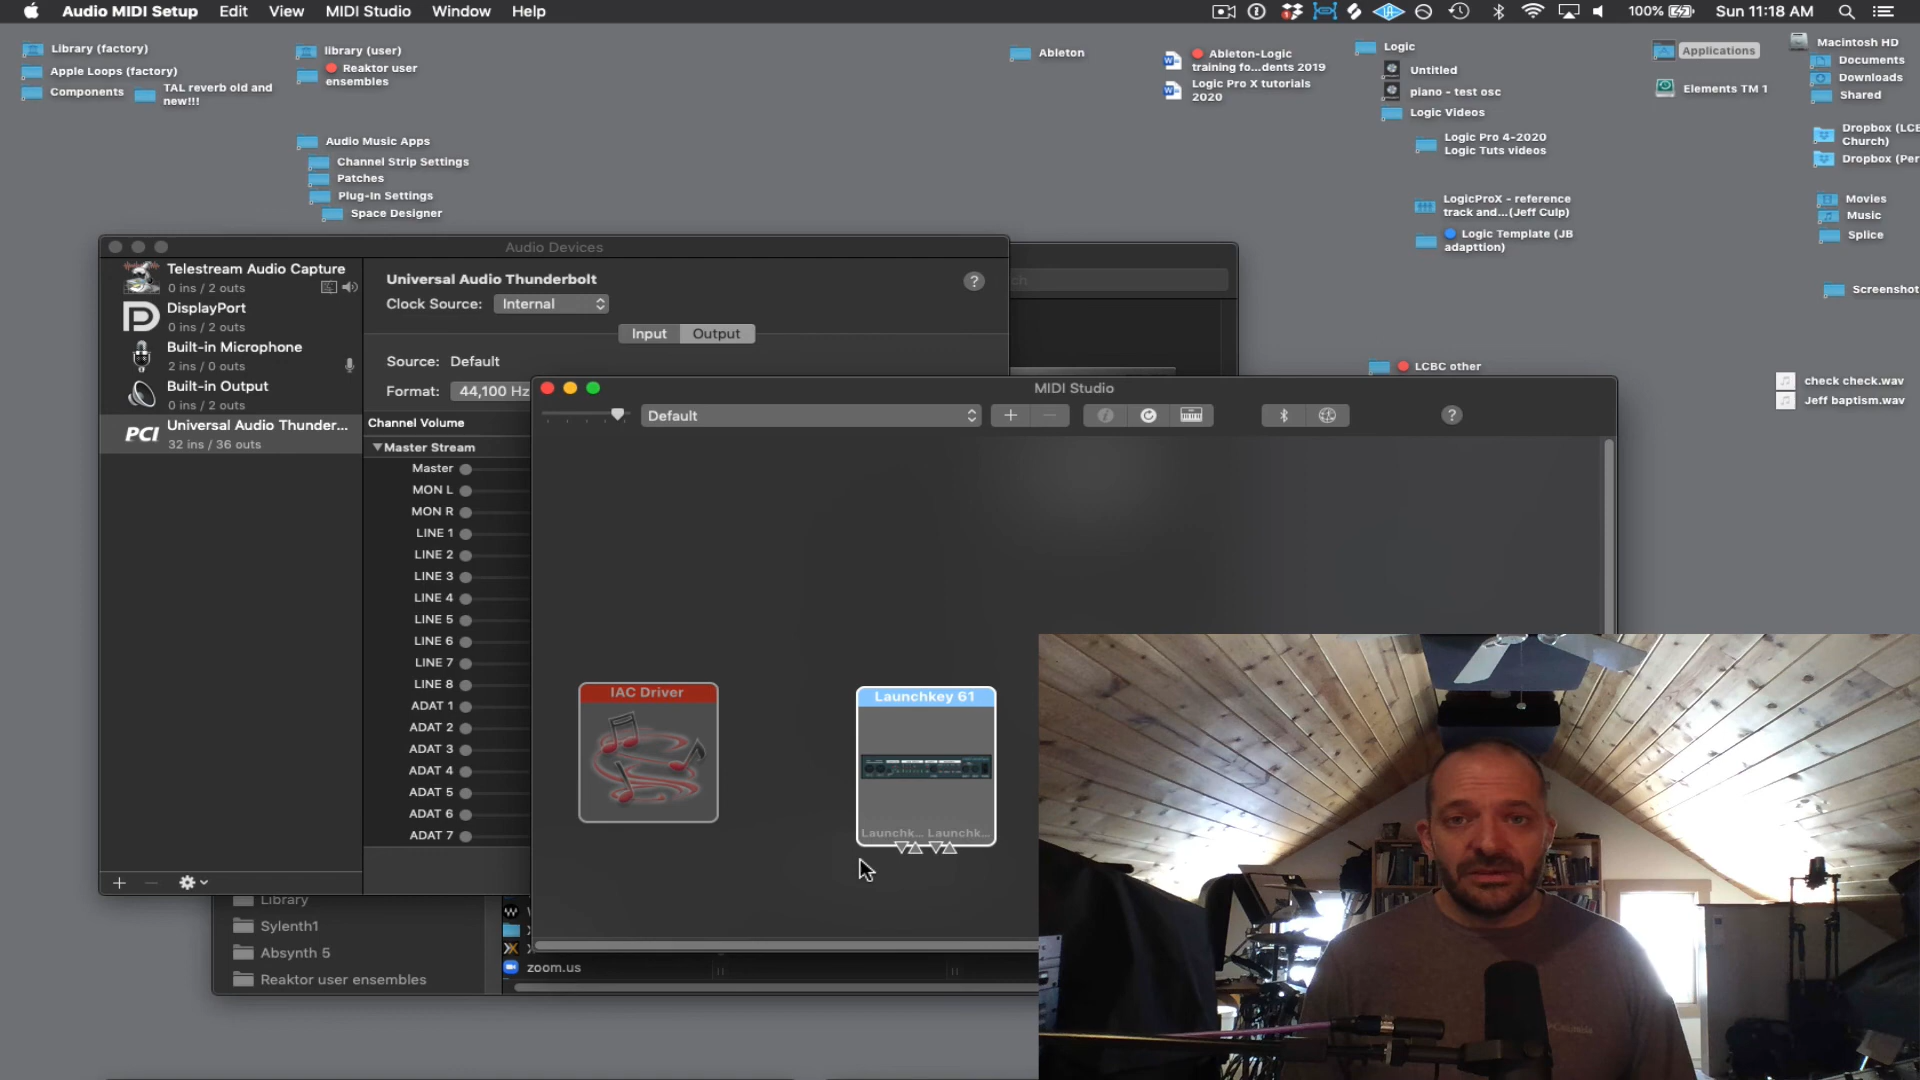 Audio MIDI Setup Edit View MIDI Studio Window Help
100% Sun 11:18 AM
Library (factory)
Apple Loops (factory)
Components
TAL reverb old and
new!!!
library (user)
Reaktor user
ensembles
Audio Music Apps
Channel Strip Settings
Patches
Plug-In Settings
Space Designer
Ableton
Ableton-Logic
training fo...dents 2019
Logic Pro X tutorials
2020
Logic
Untitled
piano - test osc
Logic Videos
Logic Pro 4-2020
Logic Tuts videos
LogicProX - reference
track and...(Jeff Culp)
Logic Template (JB
adapttion)
LCBC other
Applications
Elements TM 1
Macintosh HD
Documents
Downloads
Shared
Dropbox (LCB
Church)
Dropbox (Per
Movies
Music
Splice
Screenshot
check check.wav
Jeff baptism.wav
Audio Devices
Telestream Audio Capture
0 ins / 2 outs
DisplayPort
0 ins / 2 outs
Built-in Microphone
2 ins / 0 outs
Built-in Output
0 ins / 2 outs
PCI
Universal Audio Thunder...
32 ins / 36 outs
Universal Audio Thunderbolt
?
Clock Source: Internal
Input Output
Source: Default
Format: 44,100 Hz
Channel Volume
Master Stream
Master
MON L
MON R
LINE 1
LINE 2
LINE 3
LINE 4
LINE 5
LINE 6
LINE 7
LINE 8
ADAT 1
ADAT 2
ADAT 3
ADAT 4
ADAT 5
ADAT 6
ADAT 7
ch
MIDI Studio
Default
?
IAC Driver
Launchkey 61
Launchk... Launchk...
Library
Sylenth1
Absynth 5
Reaktor user ensembles
zoom.us